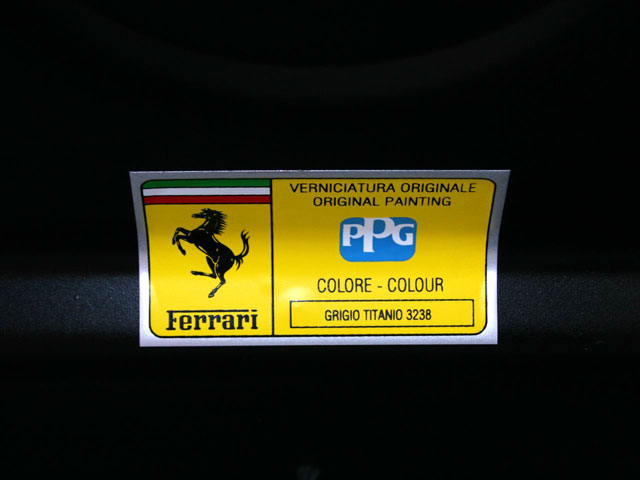 Ferrari
VERNICIATURA ORIGINALE
ORIGINAL PAINTING
PPG
COLORE - COLOUR
GRIGIO TITANIO 3238